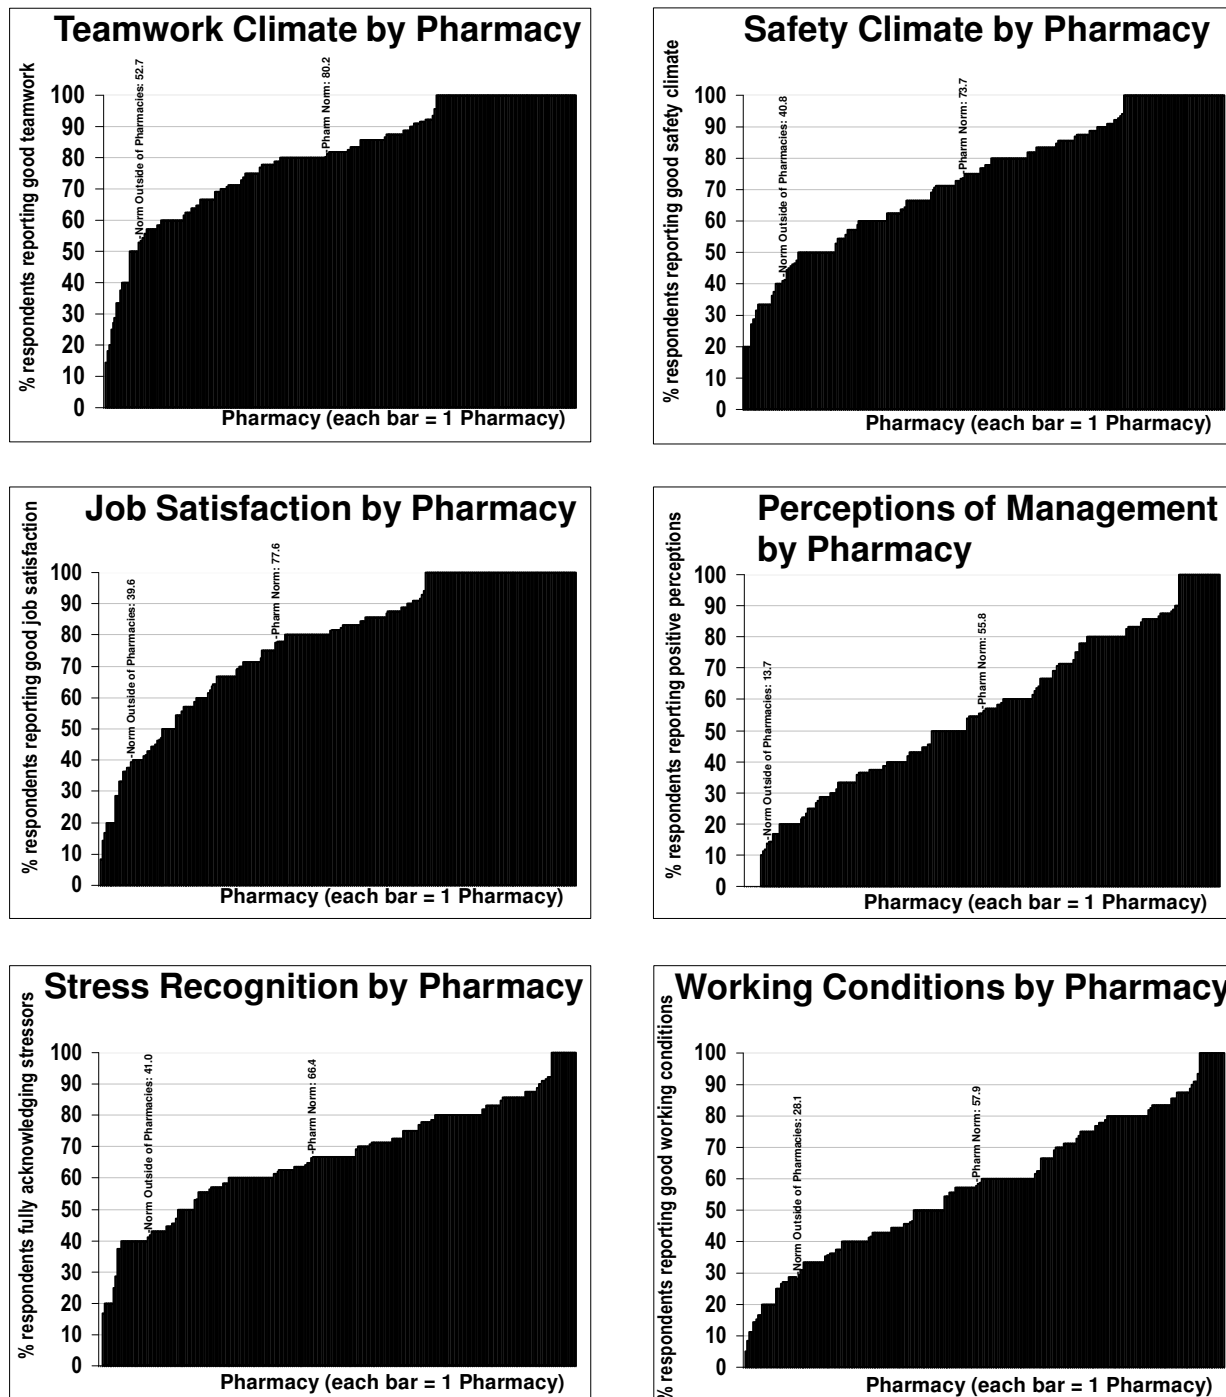 Teamwork Climate by Pharmacy
% respondents reporting good teamwork
100
90
80
70
60
50
40
30
20
10
0
-Norm Outside of Pharmacies: 52.7
-Pharm Norm: 80.2
Pharmacy (each bar = 1 Pharmacy)
Safety Climate by Pharmacy
% respondents reporting good safety climate
100
90
80
70
60
50
40
30
20
10
0
-Norm Outside of Pharmacies: 40.8
-Pharm Norm: 73.7
Pharmacy (each bar = 1 Pharmacy)
Job Satisfaction by Pharmacy
% respondents reporting good job satisfaction
100
90
80
70
60
50
40
30
20
10
0
-Norm Outside of Pharmacies: 39.6
-Pharm Norm: 77.6
Pharmacy (each bar = 1 Pharmacy)
Perceptions of Management
by Pharmacy
% respondents reporting positive perceptions
100
90
80
70
60
50
40
30
20
10
0
-Norm Outside of Pharmacies: 13.7
-Pharm Norm: 55.8
Pharmacy (each bar = 1 Pharmacy)
Stress Recognition by Pharmacy
% respondents fully acknowledging stressors
100
90
80
70
60
50
40
30
20
10
0
-Norm Outside of Pharmacies: 41.0
-Pharm Norm: 66.4
Pharmacy (each bar = 1 Pharmacy)
Working Conditions by Pharmacy
% respondents reporting good working conditions
100
90
80
70
60
50
40
30
20
10
0
-Norm Outside of Pharmacies: 28.1
-Pharm Norm: 57.9
Pharmacy (each bar = 1 Pharmacy)